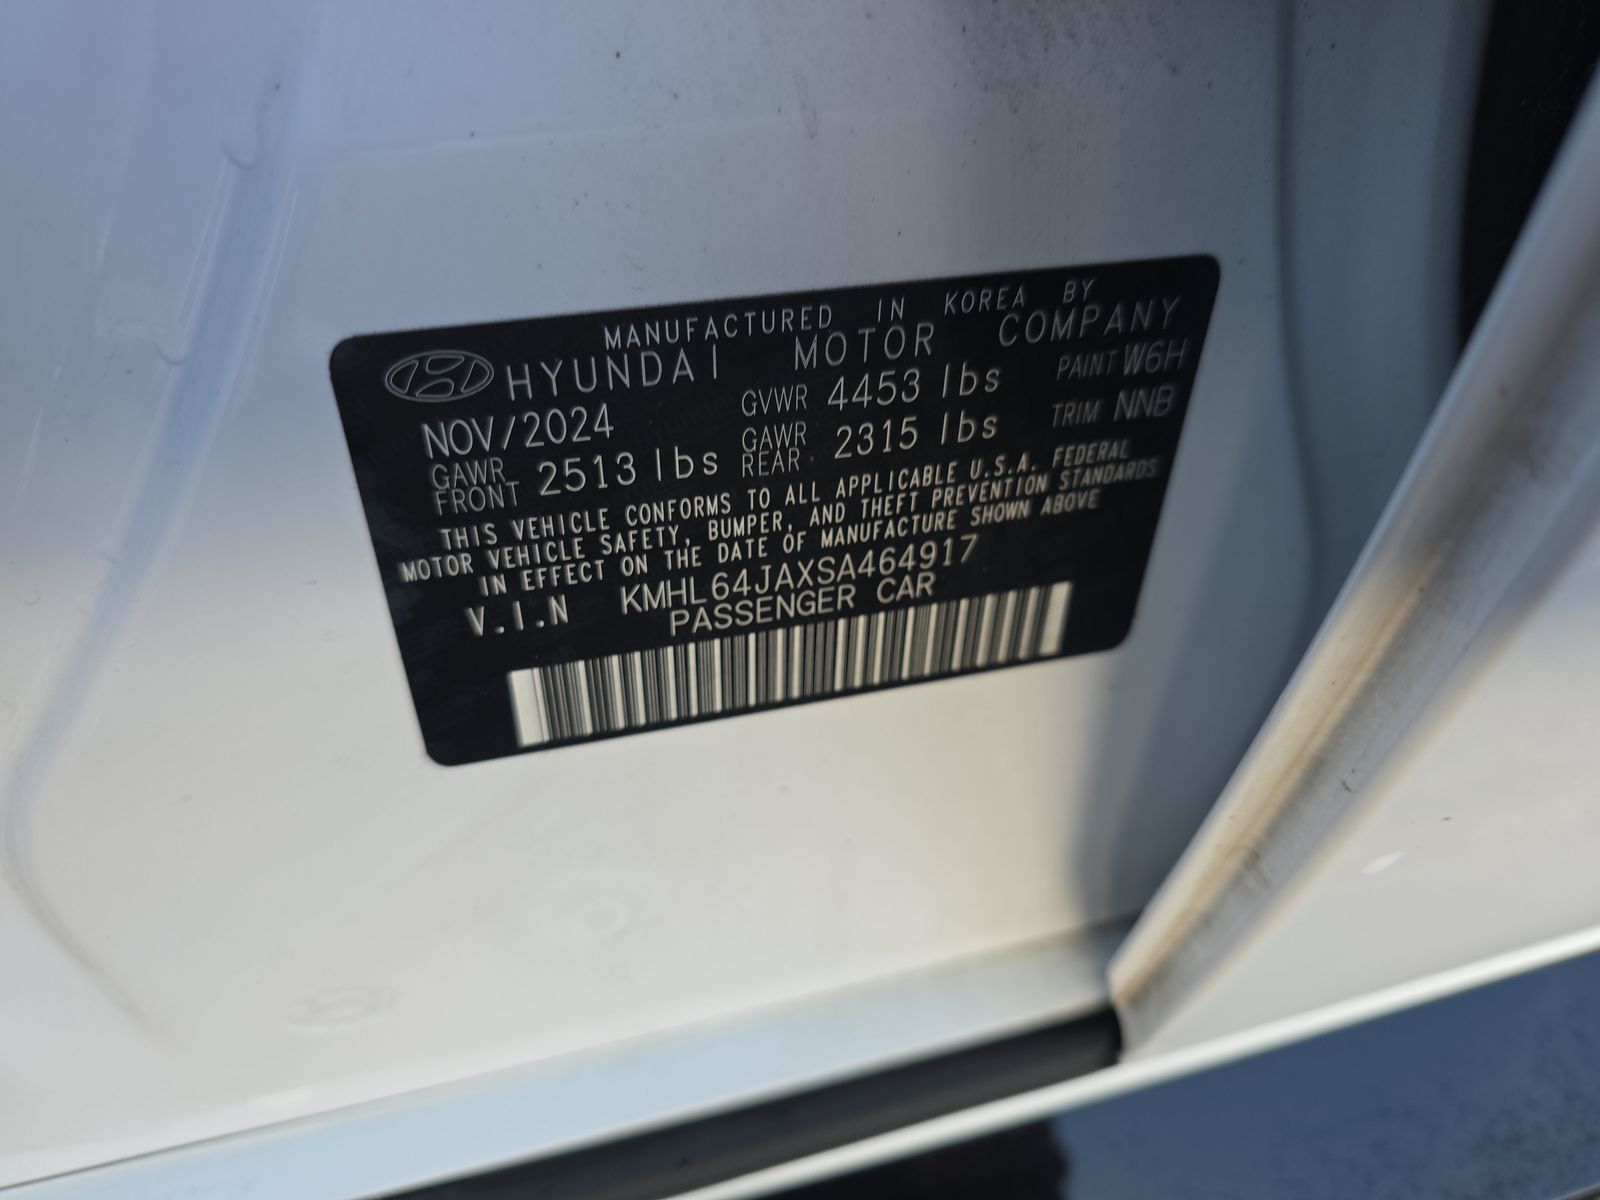 MANUFACTURED IN KOREA BY
HYUNDAI MOTOR COMPANY
NOV/2024 GVWR 4453 lbs PAINT W6H
GAWR FRONT 2513 lbs GAWR REAR 2315 lbs TRIM NNB
THIS VEHICLE CONFORMS TO ALL APPLICABLE U.S.A. FEDERAL
MOTOR VEHICLE SAFETY, BUMPER, AND THEFT PREVENTION STANDARDS
IN EFFECT ON THE DATE OF MANUFACTURE SHOWN ABOVE
V.I.N KMHL64JAXSA464917
PASSENGER CAR